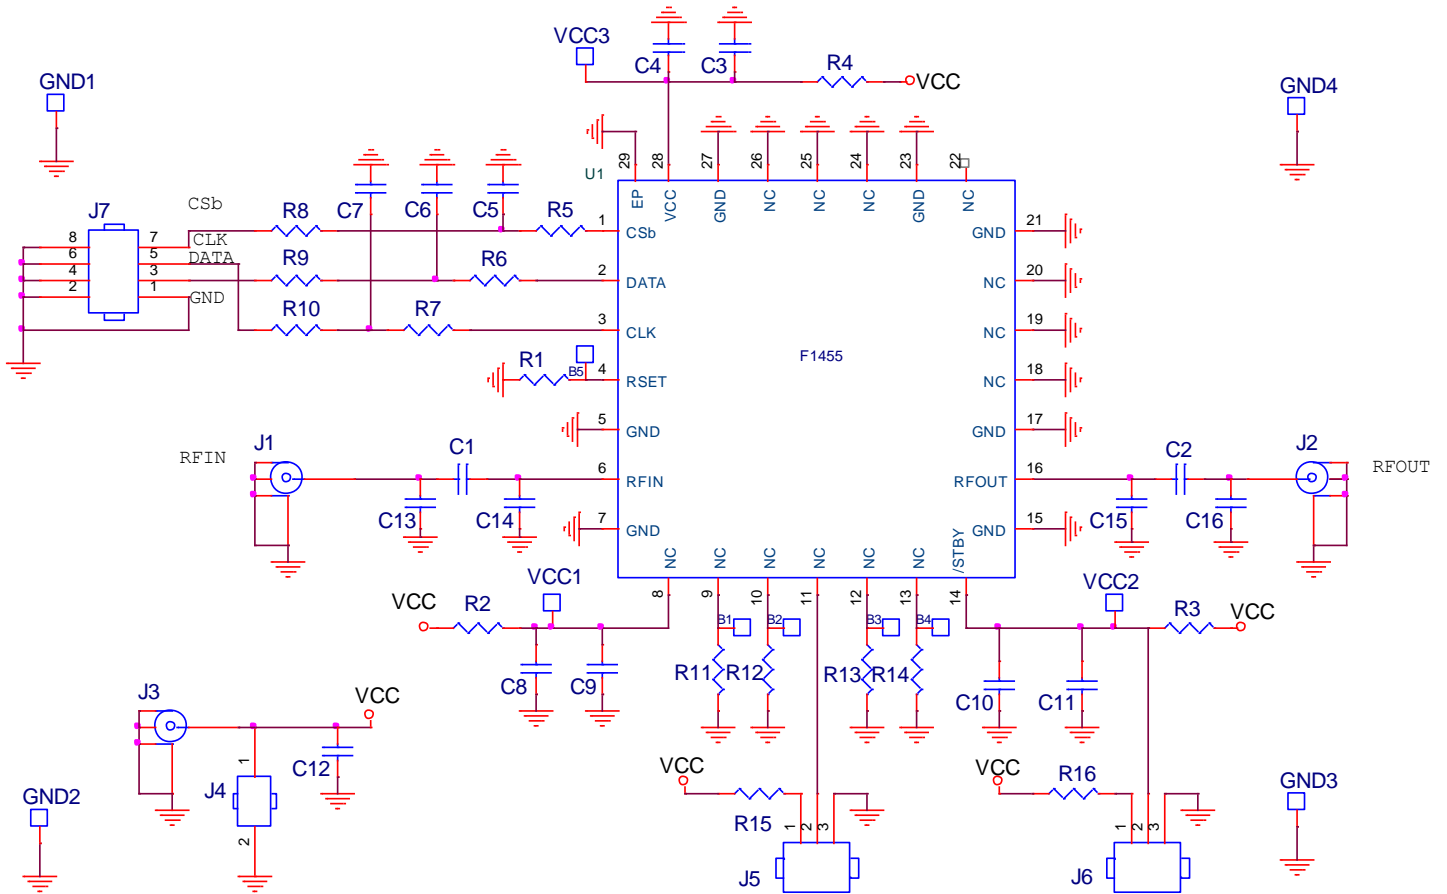 VCC3
C4
C3
R4
VCC
GND1
GND4
29
28
27
26
25
24
23
22
U1
EP
VCC
GND
NC
NC
NC
GND
NC
CSb
J7
8
7
CLK
6
5
DATA
4
3
2
1
GND
R8
C7
C6
C5
R5
1
CSb
R9
R6
2
DATA
R10
R7
3
CLK
R1
B5
4
RSET
5
GND
RFIN
J1
C1
6
RFIN
C13
C14
7
GND
F1455
21
GND
20
NC
19
NC
18
NC
17
GND
16
RFOUT
15
GND
C2
J2
RFOUT
C15
C16
NC
NC
NC
NC
NC
NC
/STBY
8
9
10
11
12
13
14
VCC
R2
VCC1
C8
C9
B1
B2
B3
B4
R11
R12
R13
R14
VCC2
R3
VCC
C10
C11
J3
VCC
C12
1
J4
2
GND2
VCC
R15
1
2
3
J5
VCC
R16
1
2
3
J6
GND3